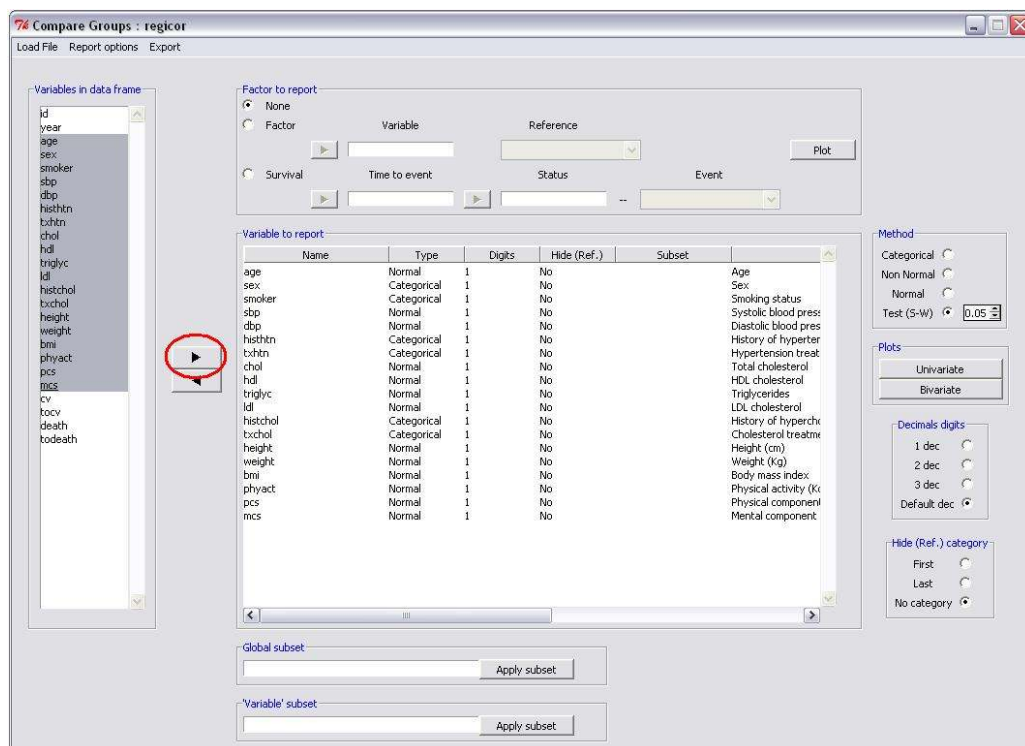 Compare Groups : regicor
Load File Report options Export
Variables in data frame
id
year
age
sex
smoker
sbp
dbp
histhtn
txhtn
chol
hdl
triglyc
ldl
histchol
txchol
height
weight
bmi
phyact
pcs
mcs
cv
tocv
death
todeath
Factor to report
None
Factor Variable Reference
Plot
Survival Time to event Status -- Event
Variable to report
Name Type Digits Hide (Ref.) Subset
age Normal 1 No Age
sex Categorical 1 No Sex
smoker Categorical 1 No Smoking status
sbp Normal 1 No Systolic blood press
dbp Normal 1 No Diastolic blood pres
histhtn Categorical 1 No History of hyperter
txhtn Categorical 1 No Hypertension treat
chol Normal 1 No Total cholesterol
hdl Normal 1 No HDL cholesterol
triglyc Normal 1 No Triglycerides
ldl Normal 1 No LDL cholesterol
histchol Categorical 1 No History of hypercho
txchol Categorical 1 No Cholesterol treatme
height Normal 1 No Height (cm)
weight Normal 1 No Weight (Kg)
bmi Normal 1 No Body mass index
phyact Normal 1 No Physical activity (Kc
pcs Normal 1 No Physical component
mcs Normal 1 No Mental component
Method
Categorical
Non Normal
Normal
Test (S-W) 0.05
Plots
Univariate
Bivariate
Decimals digits
1 dec
2 dec
3 dec
Default dec
Hide (Ref.) category
First
Last
No category
Global subset
Apply subset
'Variable' subset
Apply subset